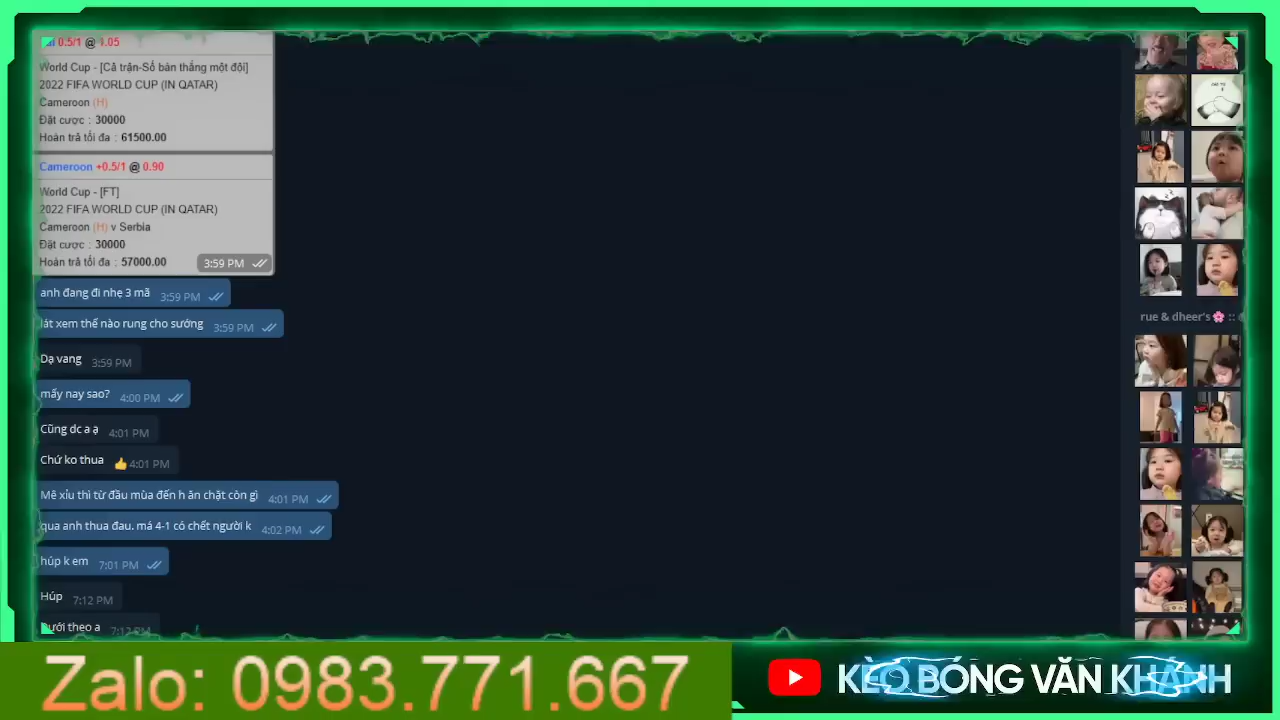 0.5/1 @ 1.05
World Cup - [Cả trận-Số bàn thắng một đội]
2022 FIFA WORLD CUP (IN QATAR)
Cameroon (H)
Đặt cược : 30000
Hoàn trả tối đa : 61500.00
Cameroon +0.5/1 @ 0.90
World Cup - [FT]
2022 FIFA WORLD CUP (IN QATAR)
Cameroon (H) v Serbia
Đặt cược : 30000
Hoàn trả tối đa : 57000.00
3:59 PM
anh đang đi nhẹ 3 mã 3:59 PM
lát xem thế nào rung cho sướng 3:59 PM
Dạ vang 3:59 PM
mấy nay sao? 4:00 PM
Cũng dc a ạ 4:01 PM
Chứ ko thua 👍 4:01 PM
Mê xỉu thì từ đầu mùa đến h ăn chặt còn gì 4:01 PM
qua anh thua đau. má 4-1 có chết người k 4:02 PM
húp k em 7:01 PM
Húp 7:12 PM
Dưới theo a 7:12 PM
rue & dheer's🌸 ::
Zalo: 0983.771.667
KÈO BÓNG VĂN KHÁNH